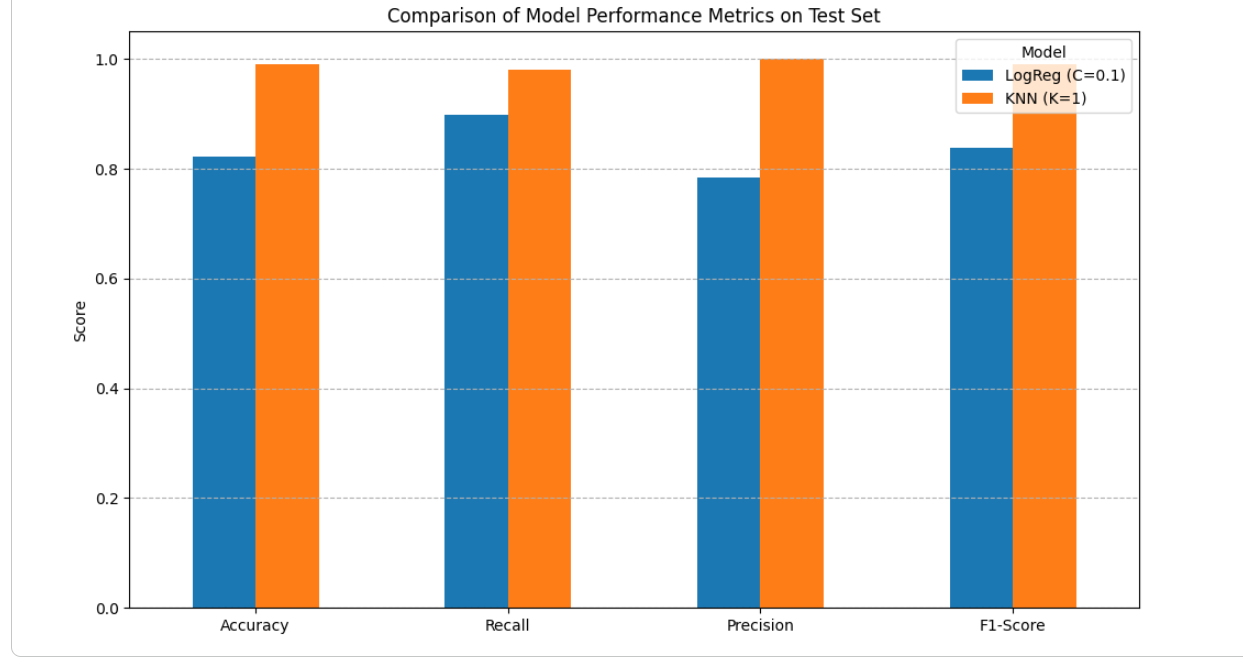 Comparison of Model Performance Metrics on Test Set
Model
LogReg (C=0.1)
KNN (K=1)
Score
1.0
0.8
0.6
0.4
0.2
0.0
Accuracy
Recall
Precision
F1-Score